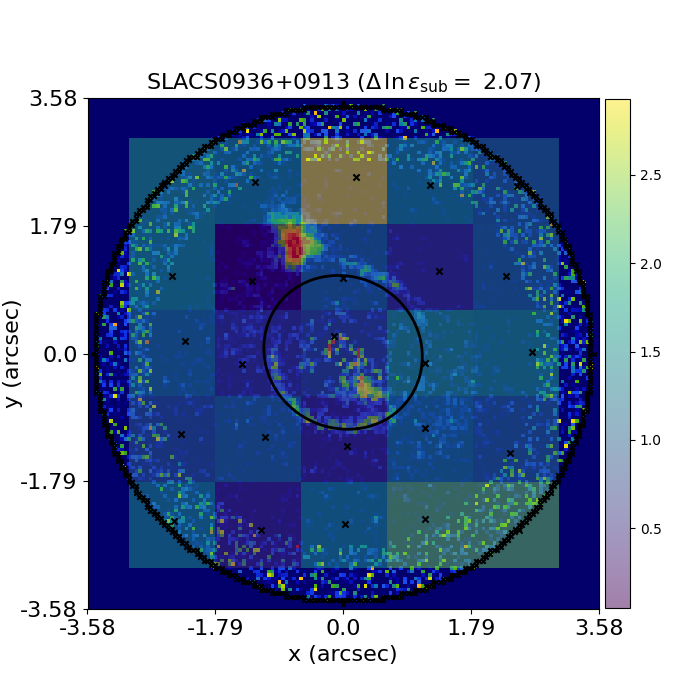 SLACS0936+0913 (Δ ln ε_sub = 2.07)
3.58
1.79
0.0
-1.79
-3.58
y (arcsec)
-3.58 -1.79 0.0 1.79 3.58
x (arcsec)
2.5
2.0
1.5
1.0
0.5